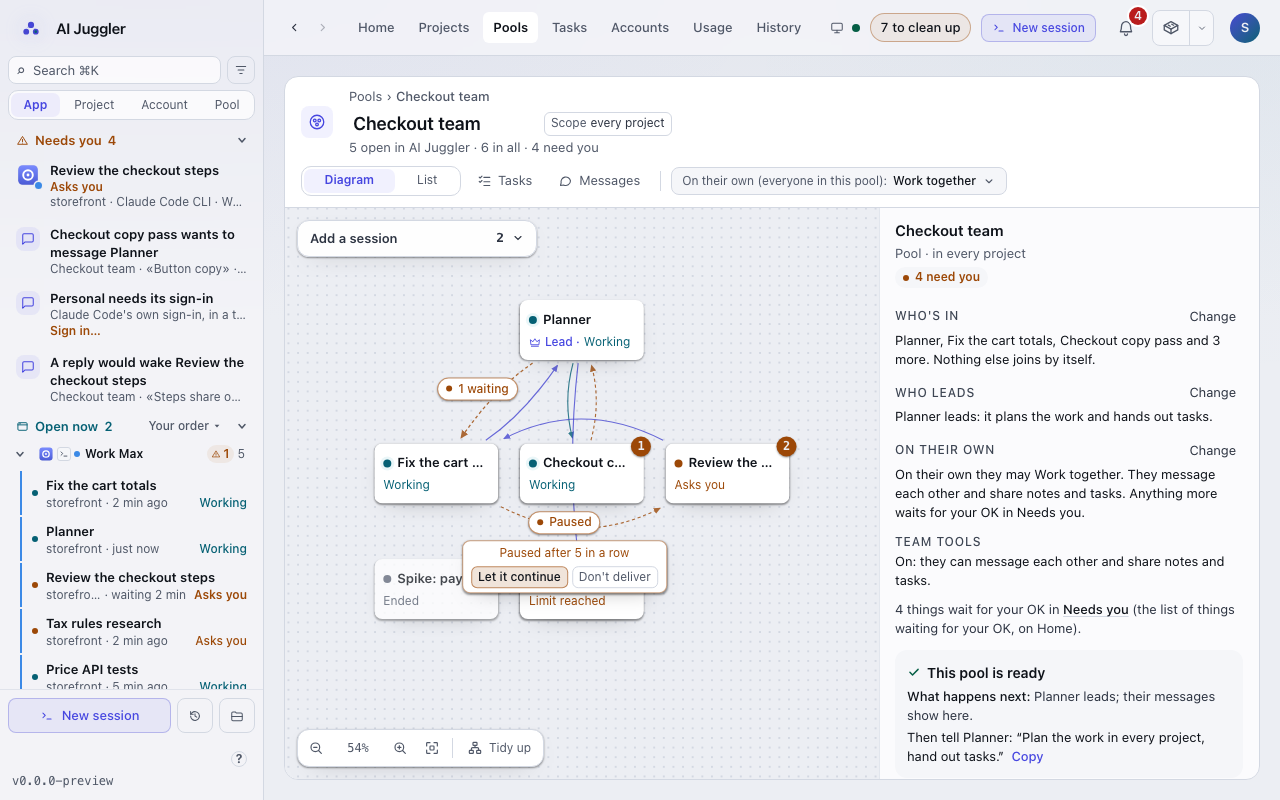 AI Juggler
Search ⌘K
App Project Account Pool
Needs you 4
Review the checkout steps
Asks you
storefront · Claude Code CLI · W…
Checkout copy pass wants to
message Planner
Checkout team · «Button copy» ·…
Personal needs its sign-in
Claude Code's own sign-in, in a t…
Sign in…
A reply would wake Review the
checkout steps
Checkout team · «Steps share o…
Open now 2 Your order
Work Max 1 5
Fix the cart totals
storefront · 2 min ago Working
Planner
storefront · just now Working
Review the checkout steps
storefro… · waiting 2 min Asks you
Tax rules research
storefront · 2 min ago Asks you
Price API tests
storefront · 5 min ago Working
New session
?
v0.0.0-preview
Home Projects Pools Tasks Accounts Usage History
7 to clean up
New session
4
S
Pools › Checkout team
Checkout team
Scope every project
5 open in AI Juggler · 6 in all · 4 need you
Diagram List Tasks Messages
On their own (everyone in this pool): Work together
Add a session 2
Planner
Lead · Working
1 waiting
Fix the cart …
Working
1
Checkout c…
Working
2
Review the …
Asks you
Paused
Paused after 5 in a row
Let it continue Don't deliver
Spike: pay
Ended
Limit reached
54%
Tidy up
Checkout team
Pool · in every project
4 need you
WHO'S IN Change
Planner, Fix the cart totals, Checkout copy pass and 3
more. Nothing else joins by itself.
WHO LEADS Change
Planner leads: it plans the work and hands out tasks.
ON THEIR OWN Change
On their own they may Work together. They message
each other and share notes and tasks. Anything more
waits for your OK in Needs you.
TEAM TOOLS
On: they can message each other and share notes and
tasks.
4 things wait for your OK in Needs you (the list of things
waiting for your OK, on Home).
This pool is ready
What happens next: Planner leads; their messages
show here.
Then tell Planner: “Plan the work in every project,
hand out tasks.” Copy